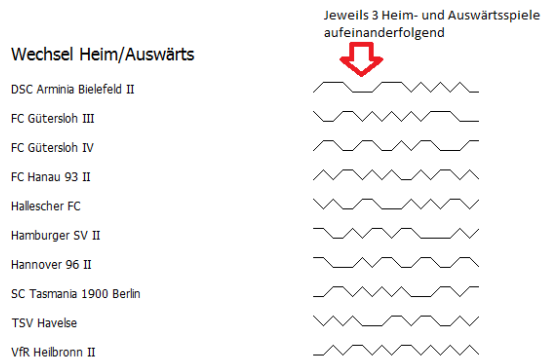 Jeweils 3 Heim- und Auswärtsspiele
aufeinanderfolgend
Wechsel Heim/Auswärts
DSC Arminia Bielefeld II
FC Gütersloh III
FC Gütersloh IV
FC Hanau 93 II
Hallescher FC
Hamburger SV II
Hannover 96 II
SC Tasmania 1900 Berlin
TSV Havelse
VfR Heilbronn II